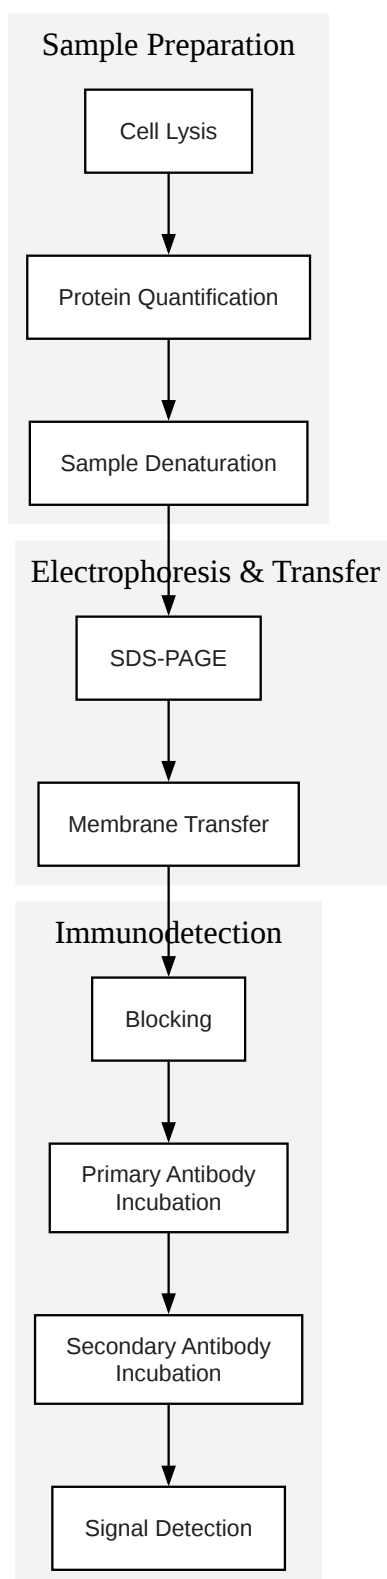 Sample Preparation
Cell Lysis
Protein Quantification
Sample Denaturation
Electrophoresis & Transfer
SDS-PAGE
Membrane Transfer
Immunodetection
Blocking
Primary Antibody
Incubation
Secondary Antibody
Incubation
Signal Detection